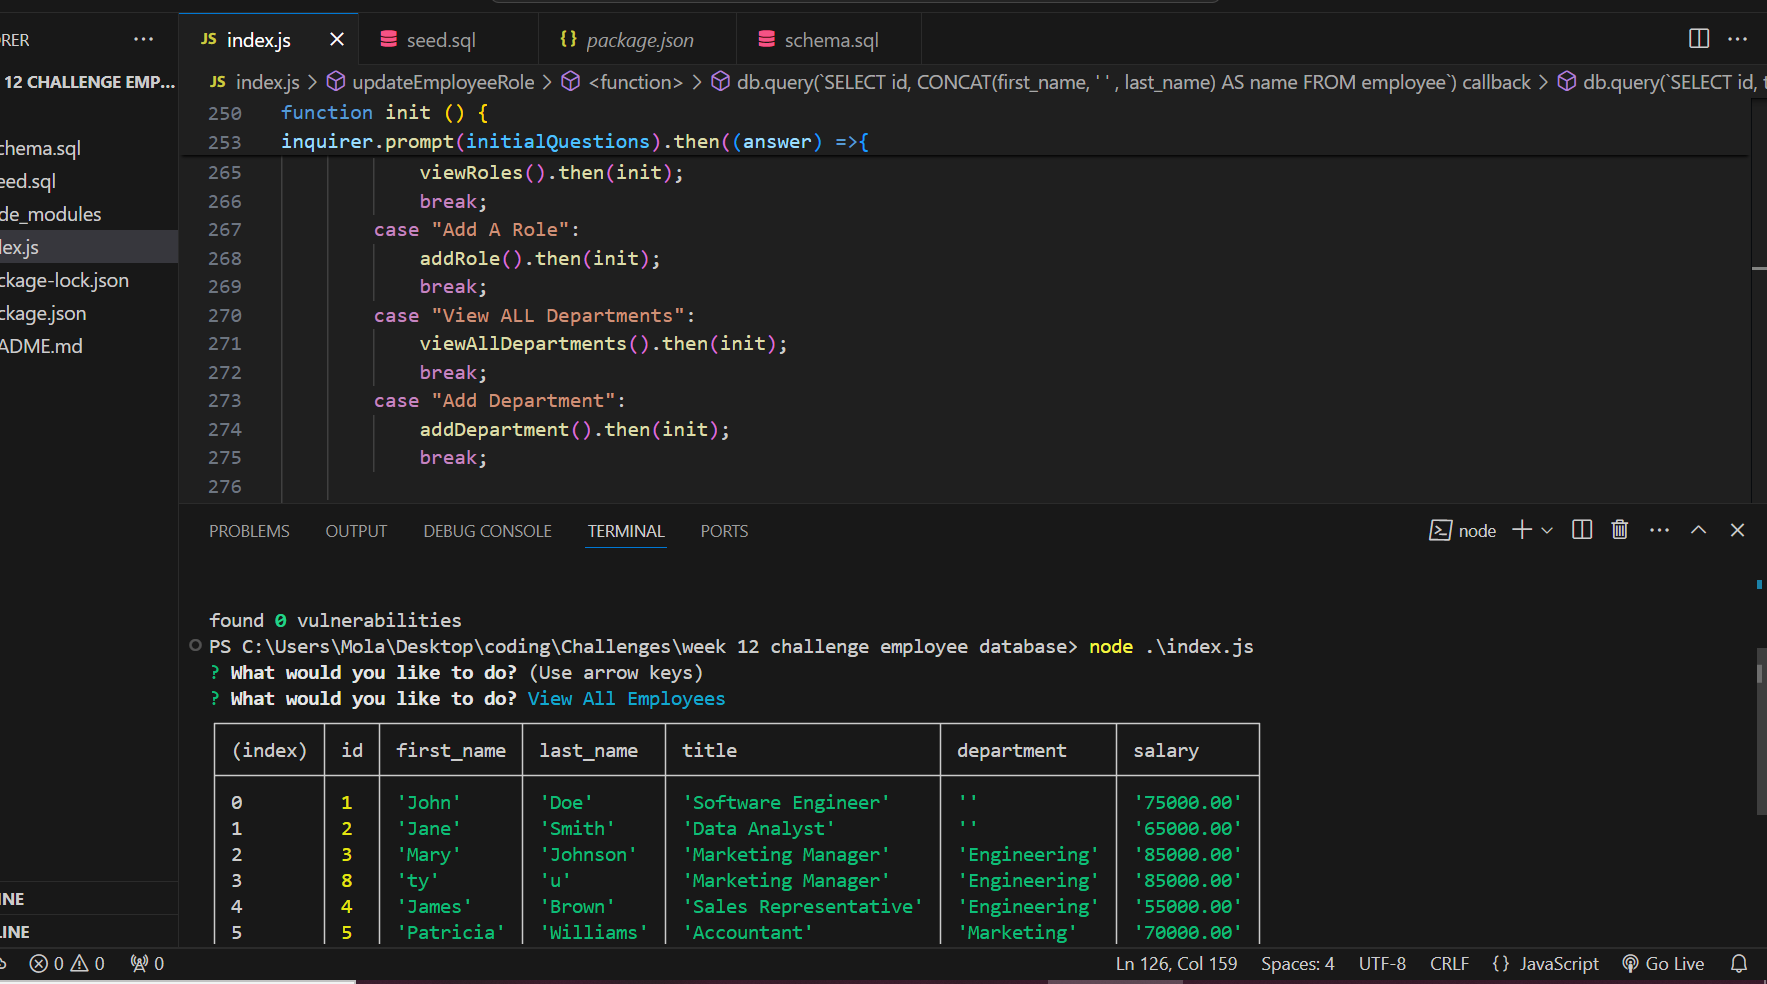 RER ···
JS index.js × seed.sql {} package.json schema.sql ···
12 CHALLENGE EMP...
JS index.js > updateEmployeeRole > <function> > db.query(`SELECT id, CONCAT(first_name, ' ' , last_name) AS name FROM employee`) callback > db.query(`SELECT id, t
chema.sql
eed.sql
de_modules
lex.js
ckage-lock.json
ckage.json
ADME.md
250 function init () {
253 inquirer.prompt(initialQuestions).then((answer) =>{
265 viewRoles().then(init);
266 break;
267 case "Add A Role":
268 addRole().then(init);
269 break;
270 case "View ALL Departments":
271 viewAllDepartments().then(init);
272 break;
273 case "Add Department":
274 addDepartment().then(init);
275 break;
276
PROBLEMS OUTPUT DEBUG CONSOLE TERMINAL PORTS node
found 0 vulnerabilities
PS C:\Users\Mola\Desktop\coding\Challenges\week 12 challenge employee database> node .\index.js
? What would you like to do? (Use arrow keys)
? What would you like to do? View All Employees
(index) id first_name last_name title department salary
0 1 'John' 'Doe' 'Software Engineer' '' '75000.00'
1 2 'Jane' 'Smith' 'Data Analyst' '' '65000.00'
2 3 'Mary' 'Johnson' 'Marketing Manager' 'Engineering' '85000.00'
3 8 'ty' 'u' 'Marketing Manager' 'Engineering' '85000.00'
4 4 'James' 'Brown' 'Sales Representative' 'Engineering' '55000.00'
5 5 'Patricia' 'Williams' 'Accountant' 'Marketing' '70000.00'
INE
LINE
0 0 0 Ln 126, Col 159 Spaces: 4 UTF-8 CRLF {} JavaScript Go Live